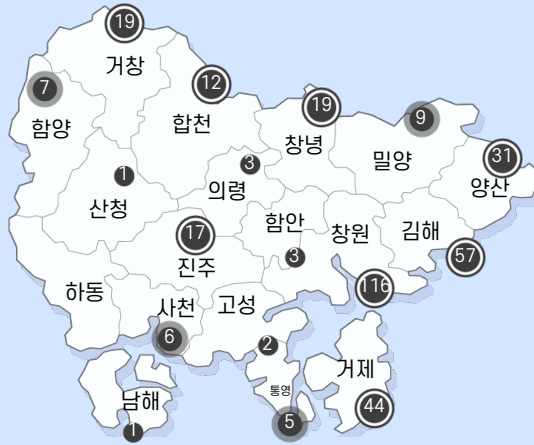 19
거창
12
7
함양
합천
19
창녕
9
밀양
31
양산
1
산청
3
의령
17
진주
함안
3
창원
김해
57
116
하동
사천
6
고성
2
통영
5
거제
44
남해
1